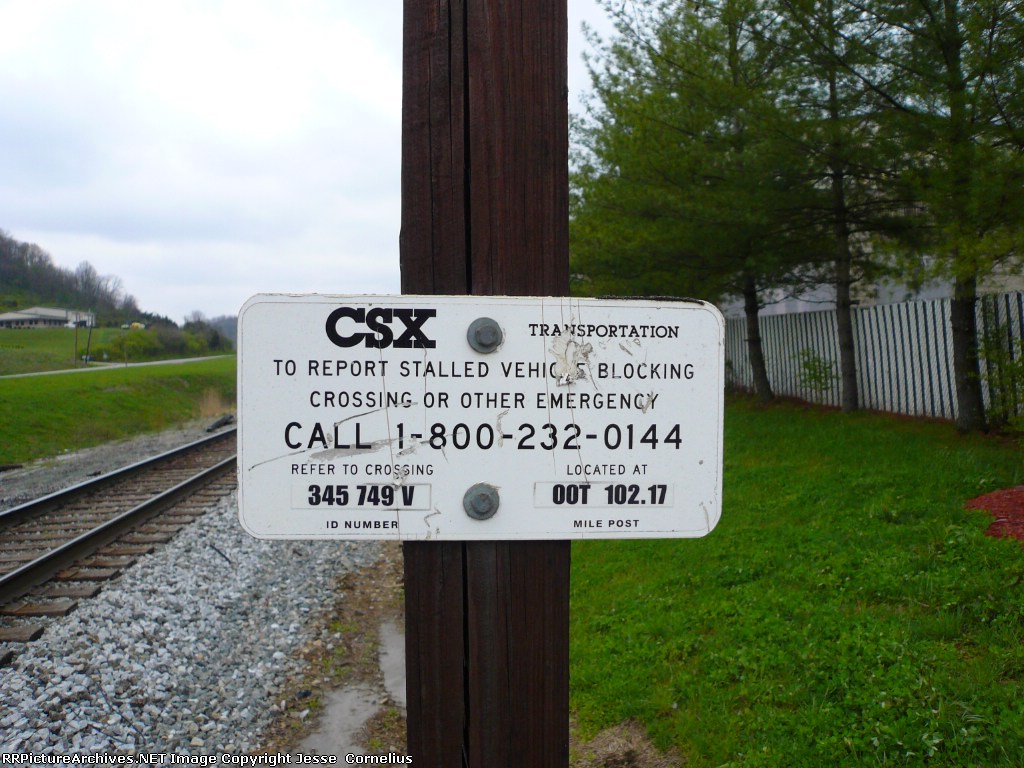 CSX TRANSPORTATION
TO REPORT STALLED VEHICLE BLOCKING
CROSSING OR OTHER EMERGENCY
CALL 1-800-232-0144
REFER TO CROSSING LOCATED AT
345 749 V 00T 102.17
ID NUMBER MILE POST
RRPictureArchives.NET Image Copyright Jesse Cornelius